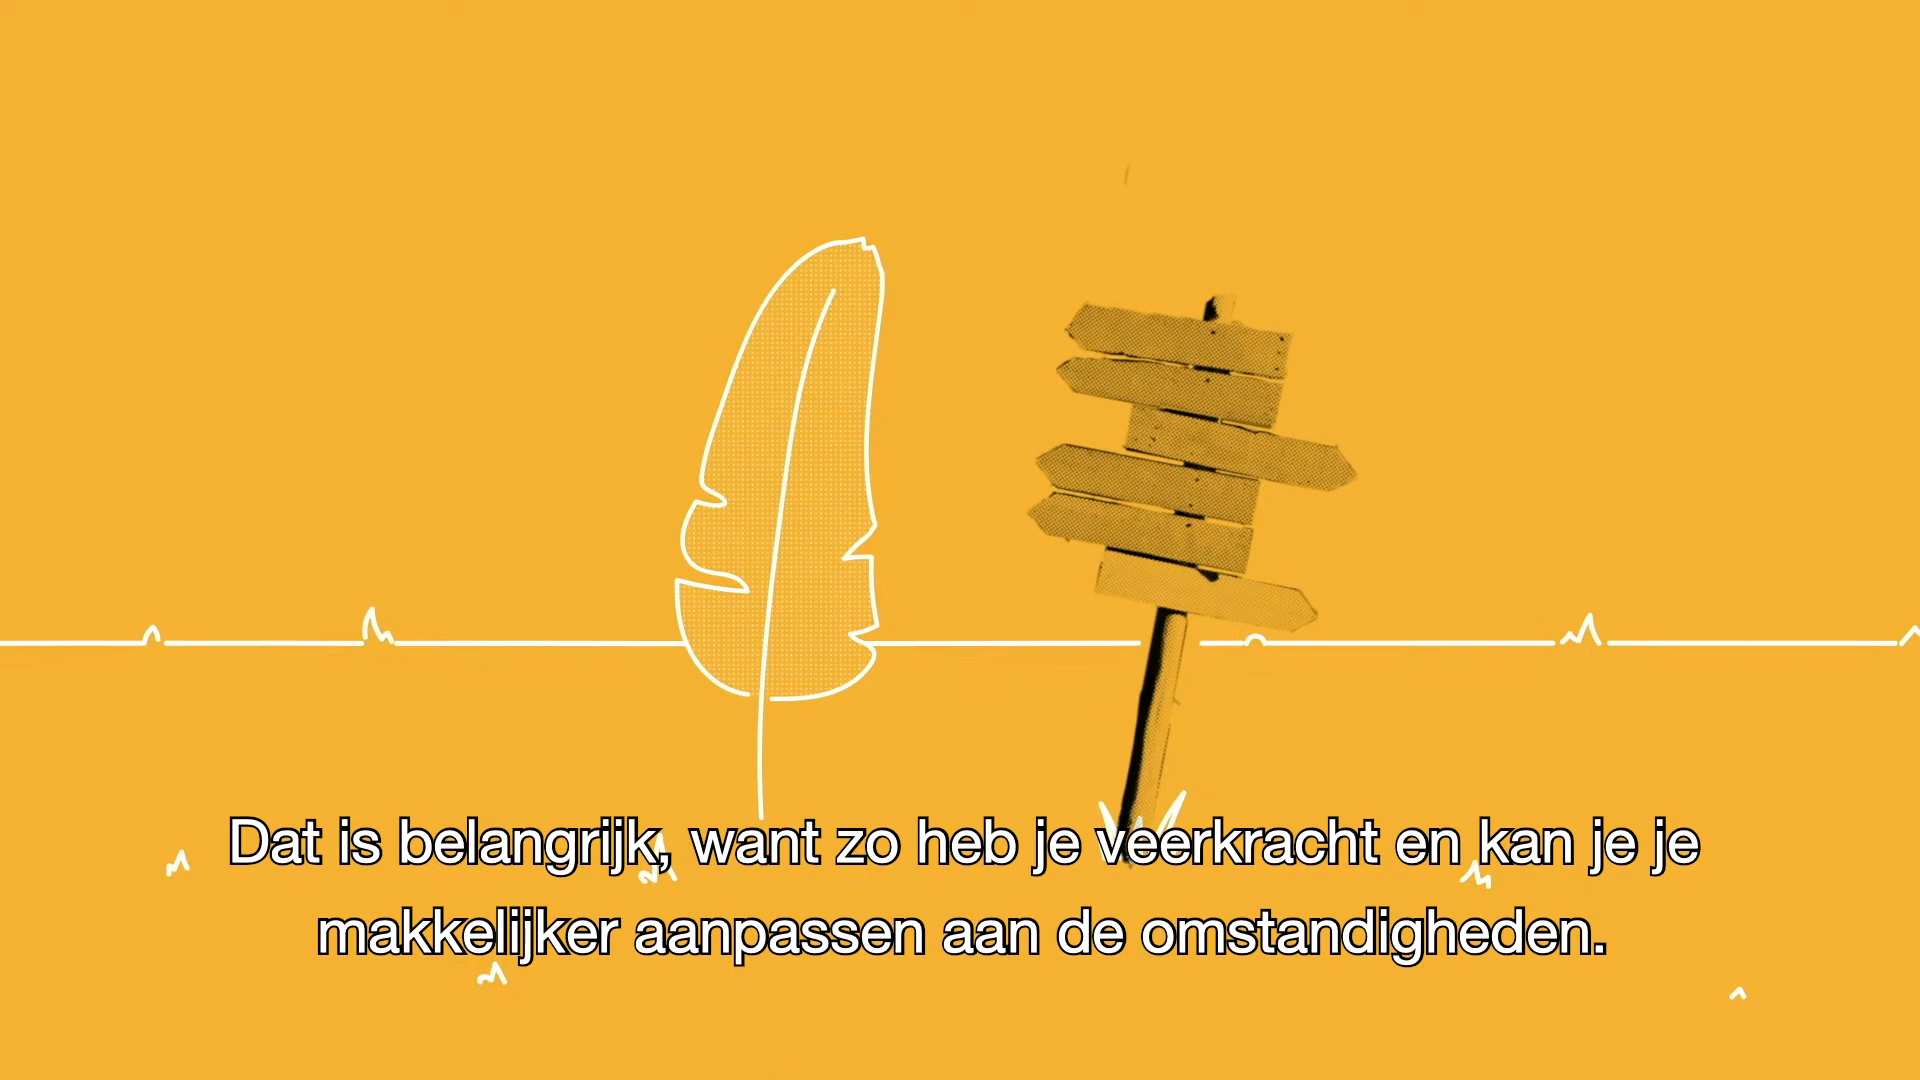 Dat is belangrijk, want zo heb je veerkracht en kan je je
makkelijker aanpassen aan de omstandigheden.